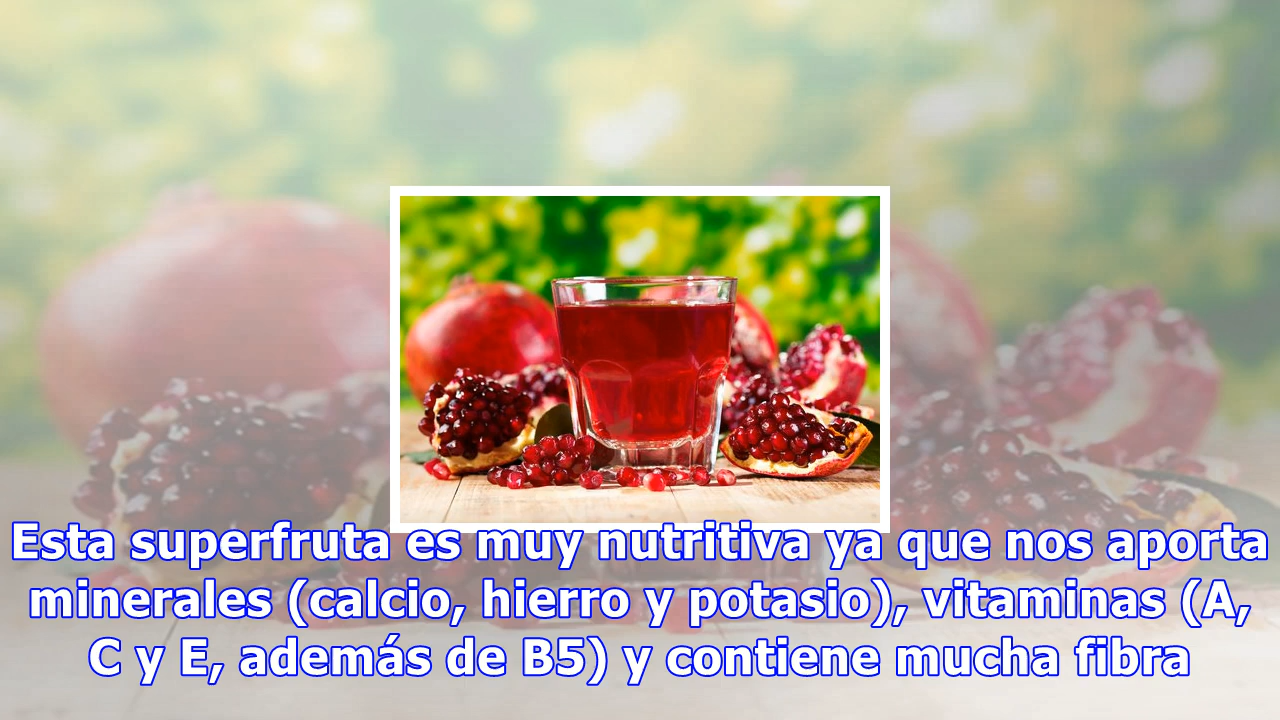 Esta superfruta es muy nutritiva ya que nos aporta
minerales (calcio, hierro y potasio), vitaminas (A,
C y E, además de B5) y contiene mucha fibra